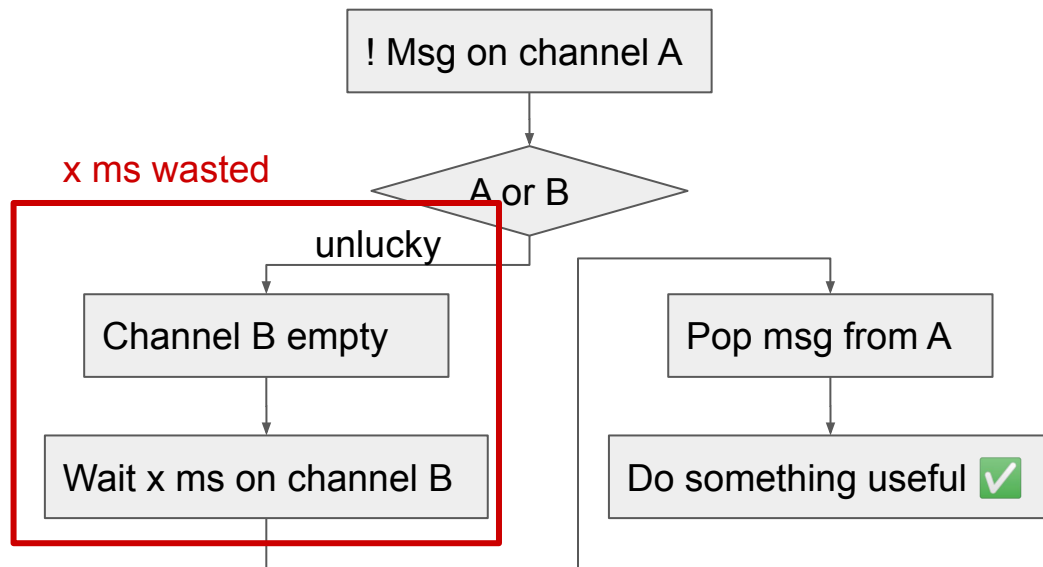 ! Msg on channel A
x ms wasted
A or B
unlucky
Channel B empty
Pop msg from A
Wait x ms on channel B
Do something useful ✅